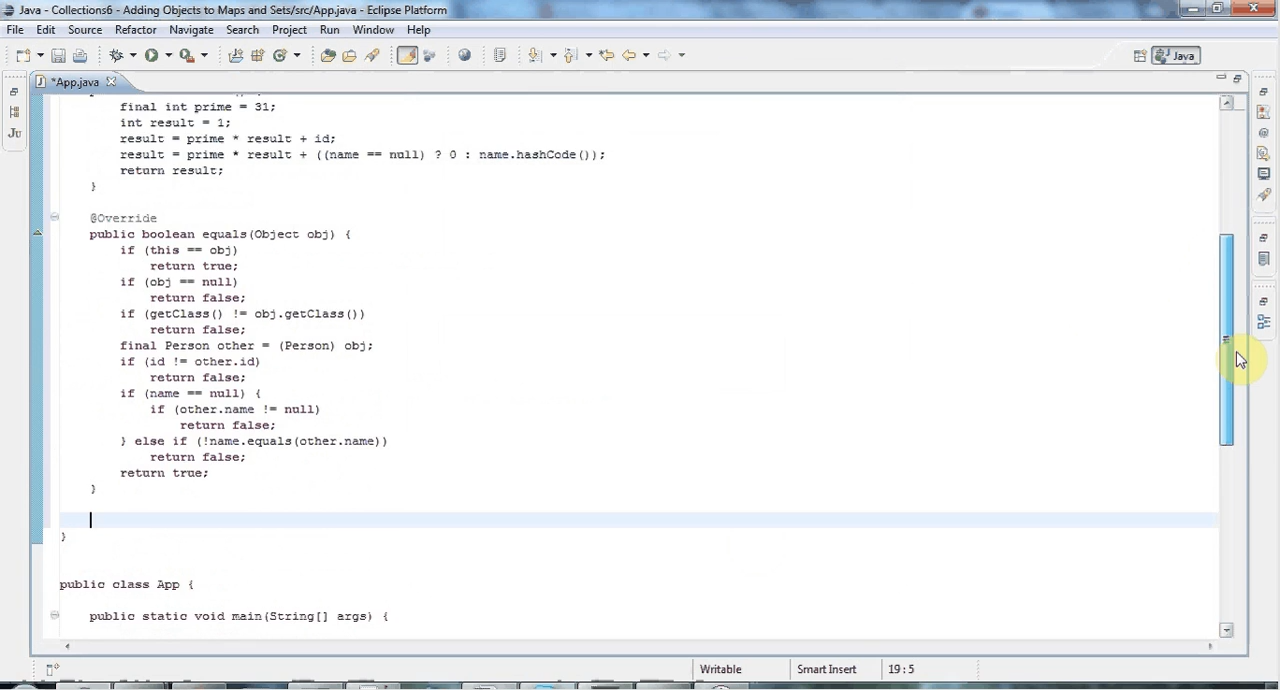 Java - Collections6 - Adding Objects to Maps and Sets/src/App.java - Eclipse Platform
File Edit Source Refactor Navigate Search Project Run Window Help
Java
*App.java
final int prime = 31;
int result = 1;
result = prime * result + id;
result = prime * result + ((name == null) ? 0 : name.hashCode());
return result;
}
@Override
public boolean equals(Object obj) {
if (this == obj)
return true;
if (obj == null)
return false;
if (getClass() != obj.getClass())
return false;
final Person other = (Person) obj;
if (id != other.id)
return false;
if (name == null) {
if (other.name != null)
return false;
} else if (!name.equals(other.name))
return false;
return true;
}
}
public class App {
public static void main(String[] args) {
Writable Smart Insert 19 : 5